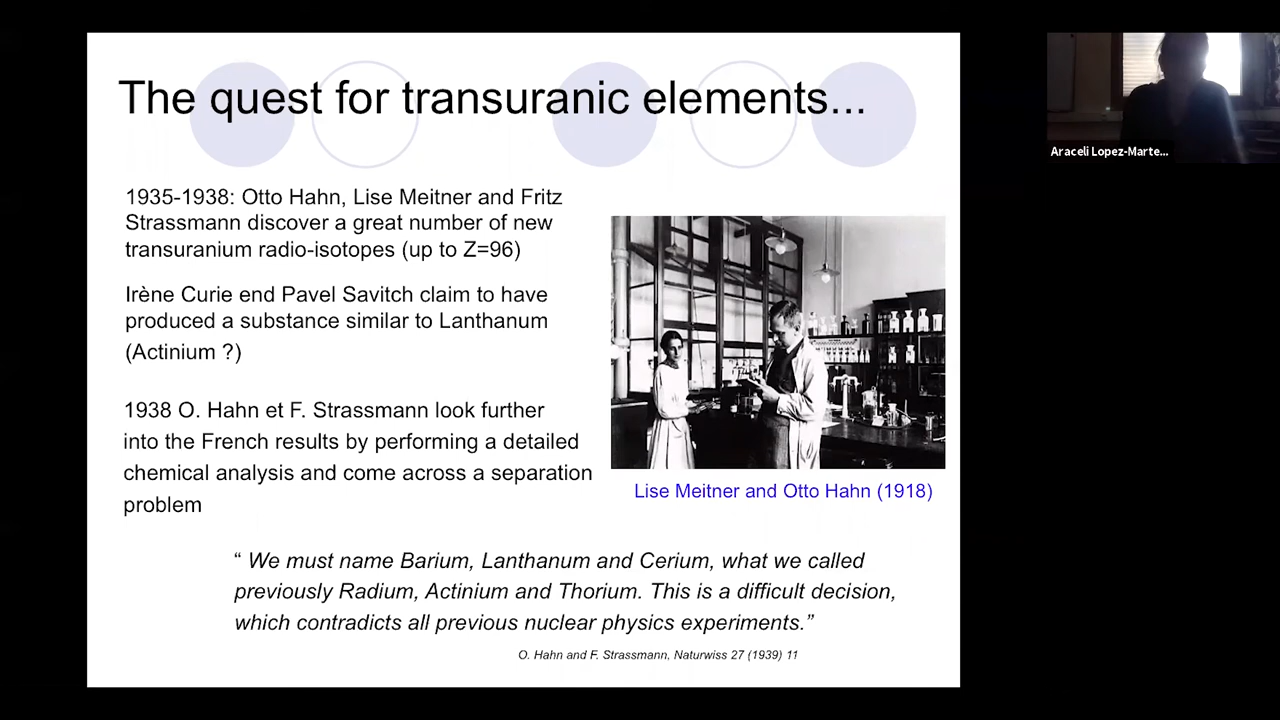 The quest for transuranic elements...
1935-1938: Otto Hahn, Lise Meitner and Fritz
Strassmann discover a great number of new
transuranium radio-isotopes (up to Z=96)
Irène Curie end Pavel Savitch claim to have
produced a substance similar to Lanthanum
(Actinium ?)
1938 O. Hahn et F. Strassmann look further
into the French results by performing a detailed
chemical analysis and come across a separation
problem
Lise Meitner and Otto Hahn (1918)
“ We must name Barium, Lanthanum and Cerium, what we called
previously Radium, Actinium and Thorium. This is a difficult decision,
which contradicts all previous nuclear physics experiments.”
O. Hahn and F. Strassmann, Naturwiss 27 (1939) 11
Araceli Lopez-Marte...